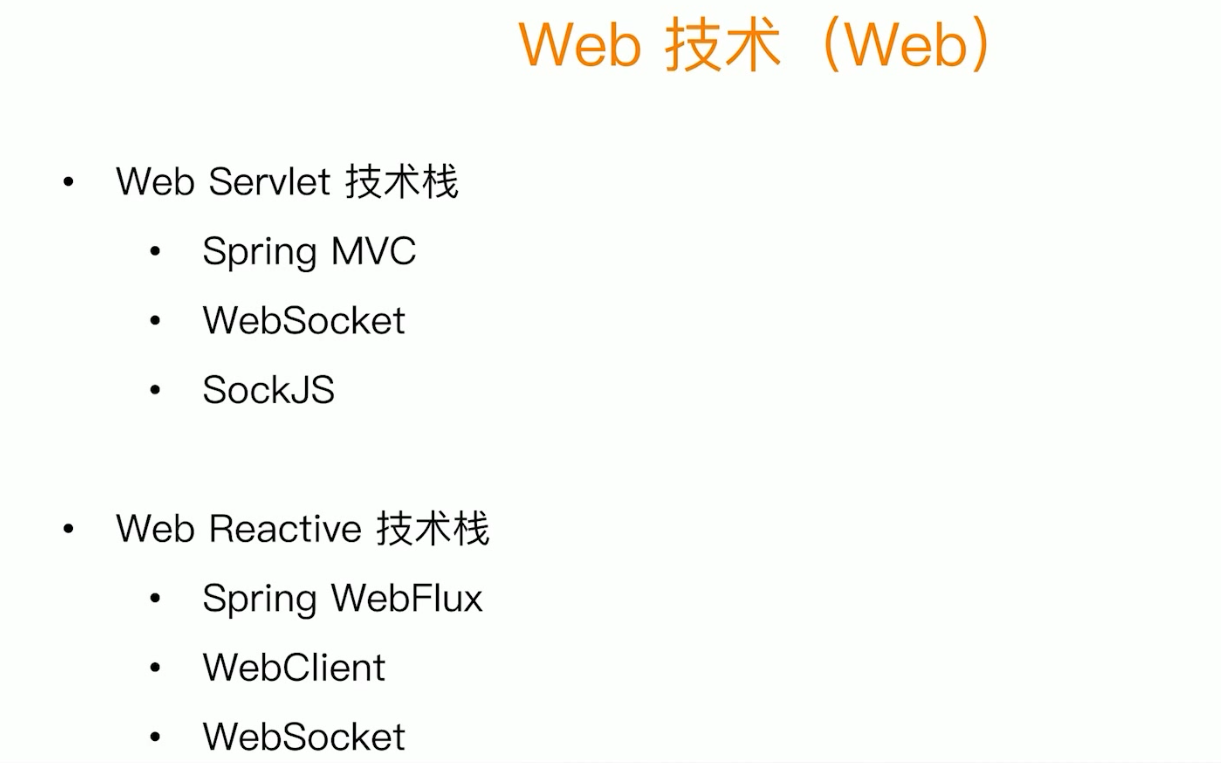 Web 技术（Web）
• Web Servlet 技术栈
• Spring MVC
• WebSocket
• SockJS
• Web Reactive 技术栈
• Spring WebFlux
• WebClient
• WebSocket